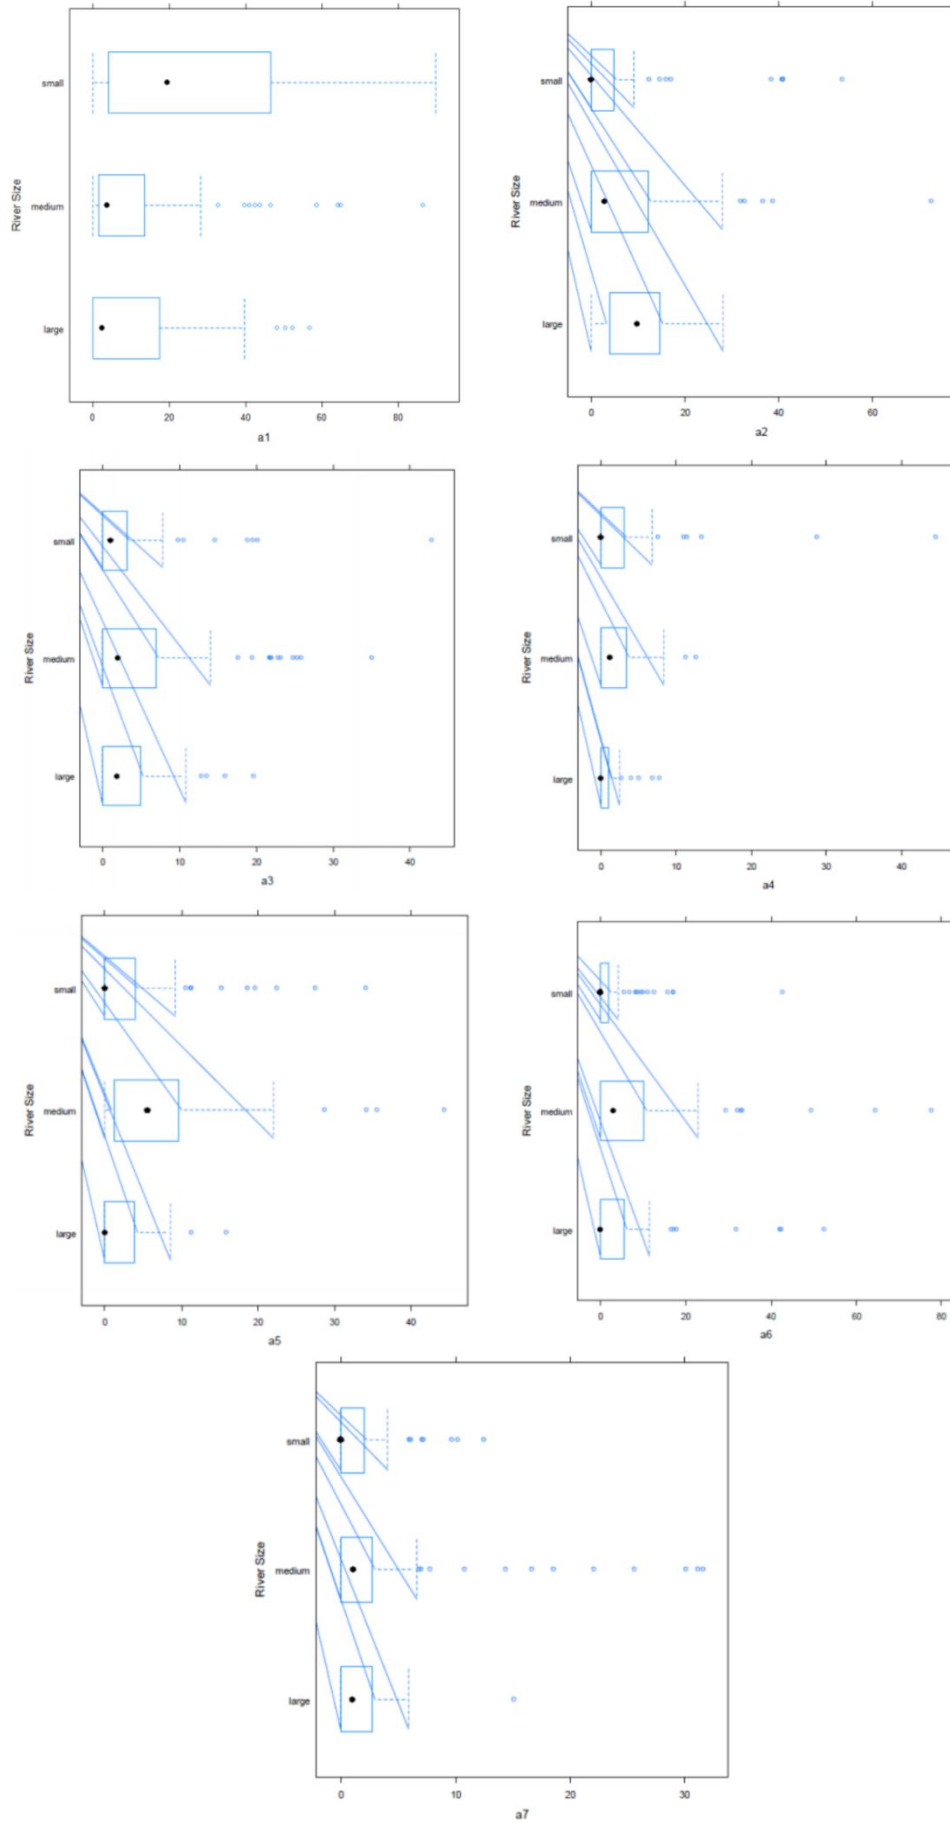 River Size
small
medium
large
0 20 40 60 80
a1
River Size
small
medium
large
0 20 40 60
a2
River Size
small
medium
large
0 10 20 30 40
a3
River Size
small
medium
large
0 10 20 30 40
a4
River Size
small
medium
large
0 10 20 30 40
a5
River Size
small
medium
large
0 20 40 60 80
a6
River Size
small
medium
large
0 10 20 30
a7